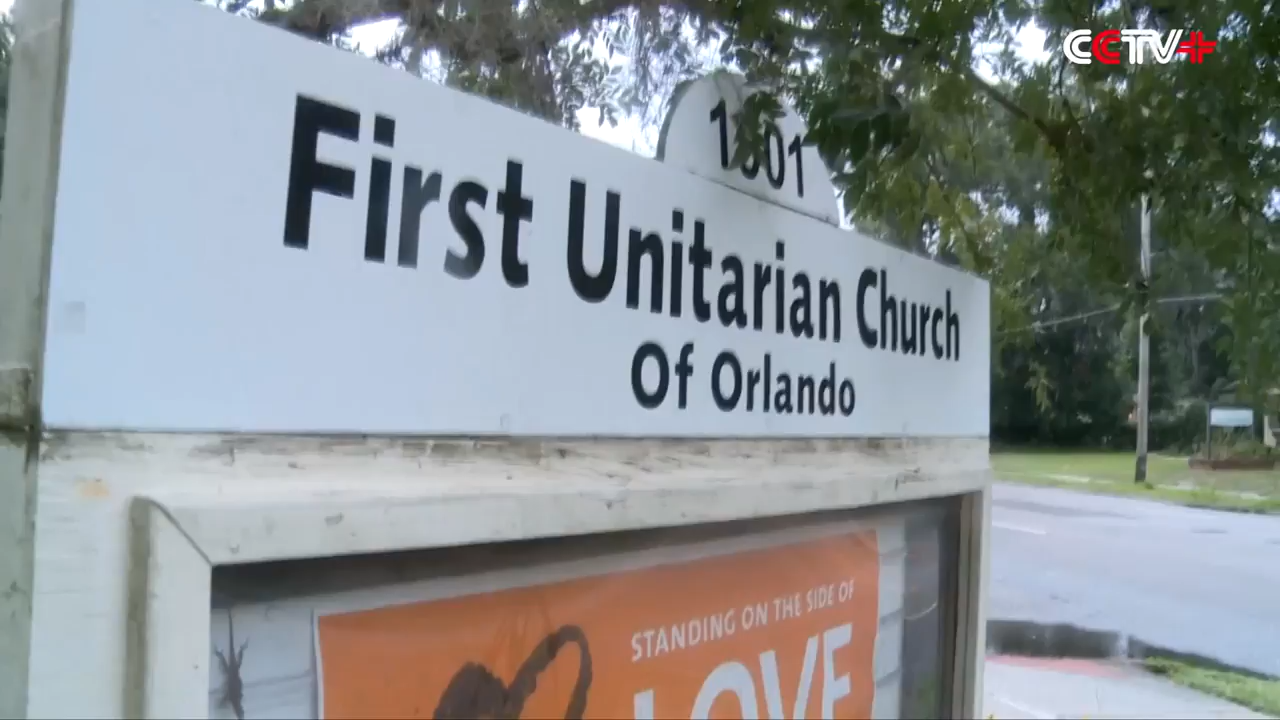 CCTV+
First Unitarian Church
Of Orlando
STANDING ON THE SIDE OF
LOVE